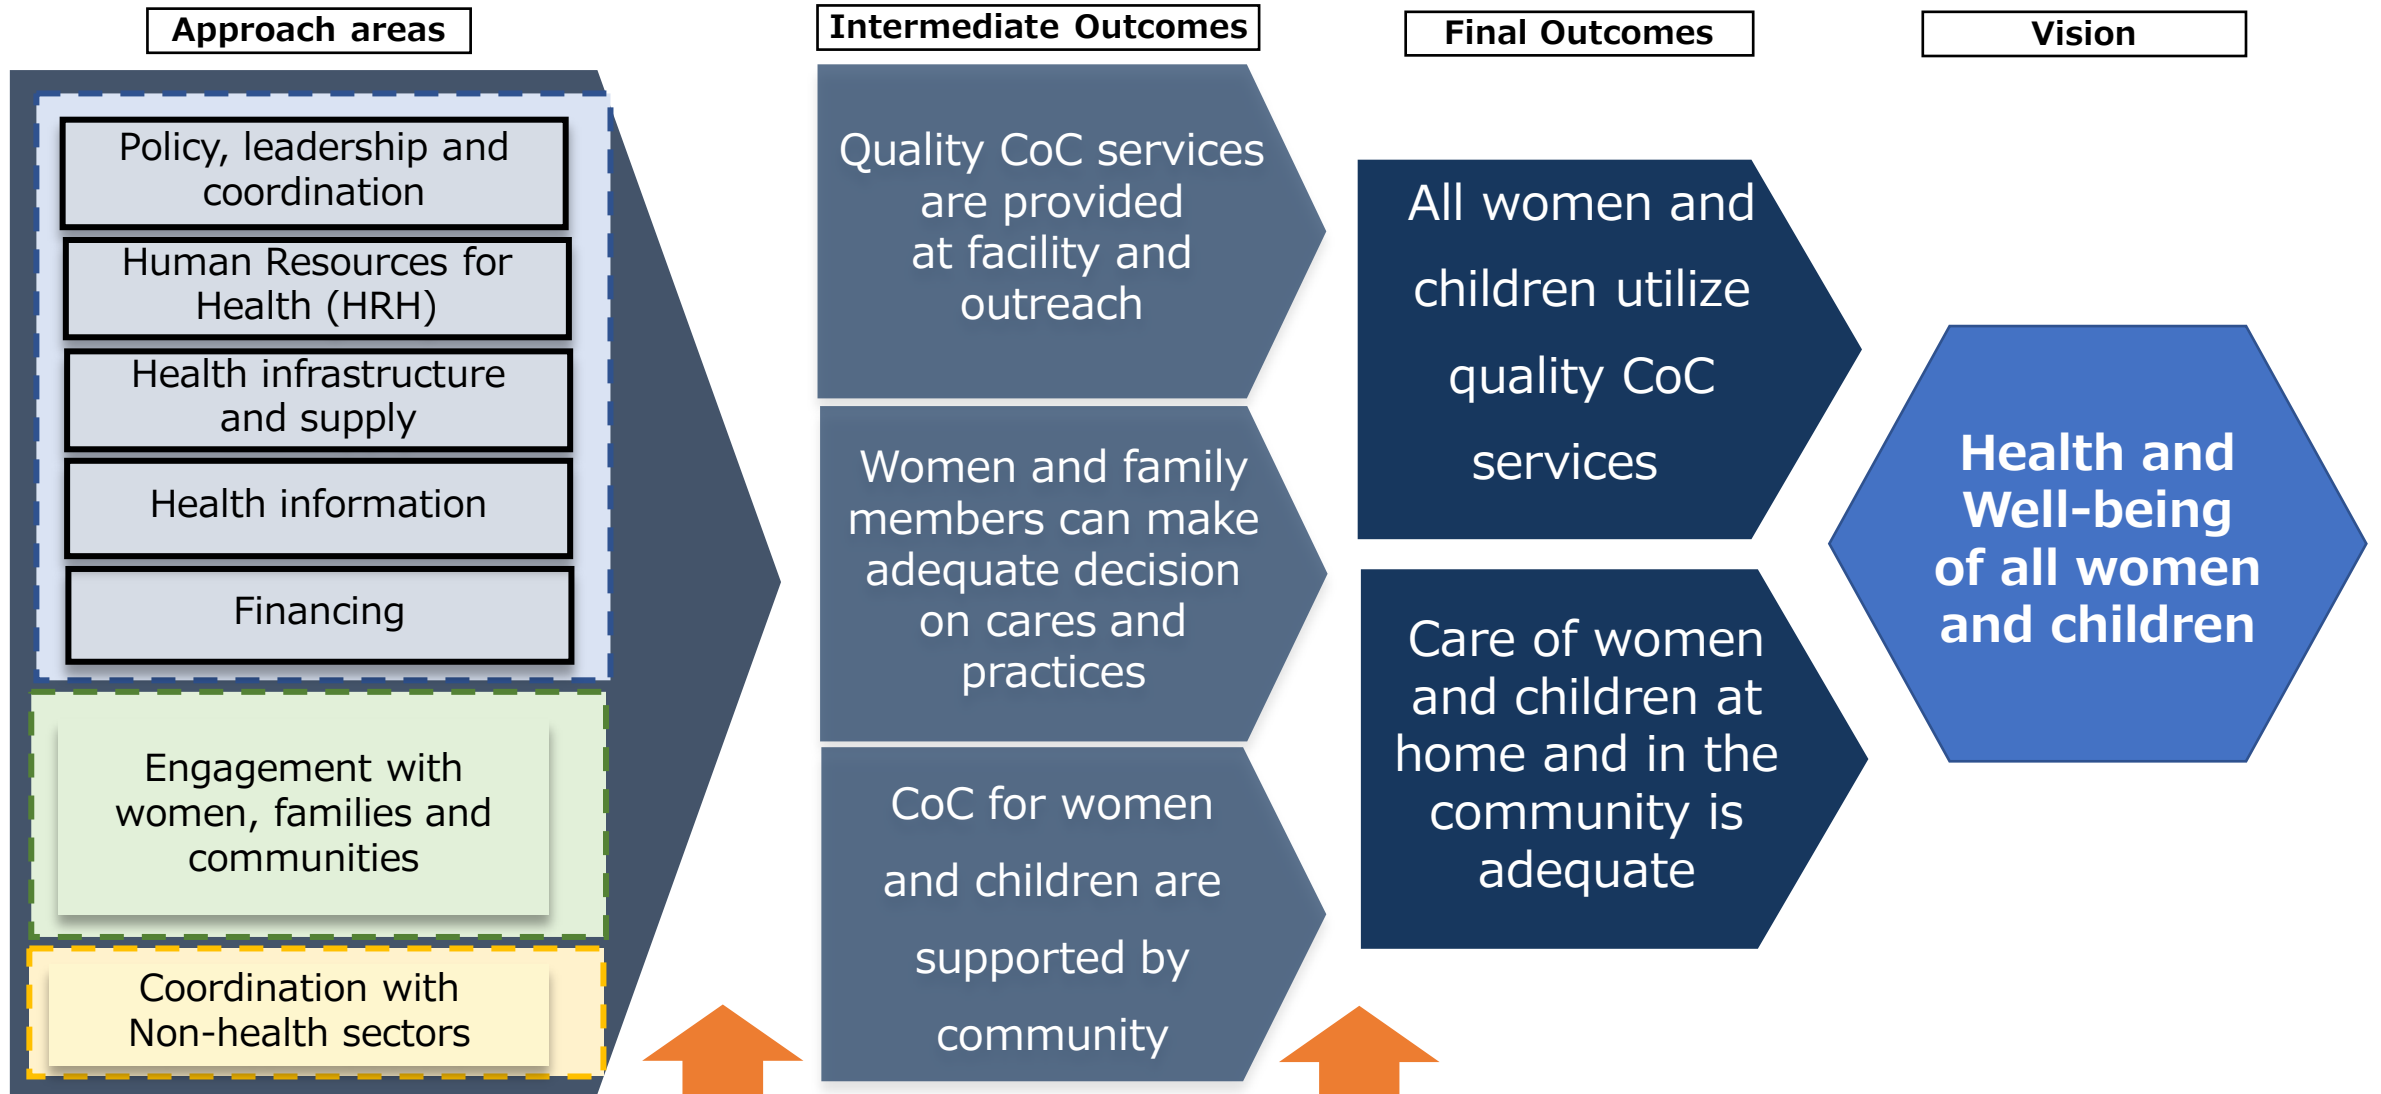 Approach areas
Policy, leadership and
coordination
Human Resources for
Health (HRH)
Health infrastructure
and supply
Health information
Financing
Engagement with
women, families and
communities
Coordination with
Non-health sectors
Intermediate Outcomes
Quality CoC services
are provided
at facility and
outreach
Women and family
members can make
adequate decision
on cares and
practices
CoC for women
and children are
supported by
community
Final Outcomes
All women and
children utilize
quality CoC
services
Care of women
and children at
home and in the
community is
adequate
Vision
Health and
Well-being
of all women
and children